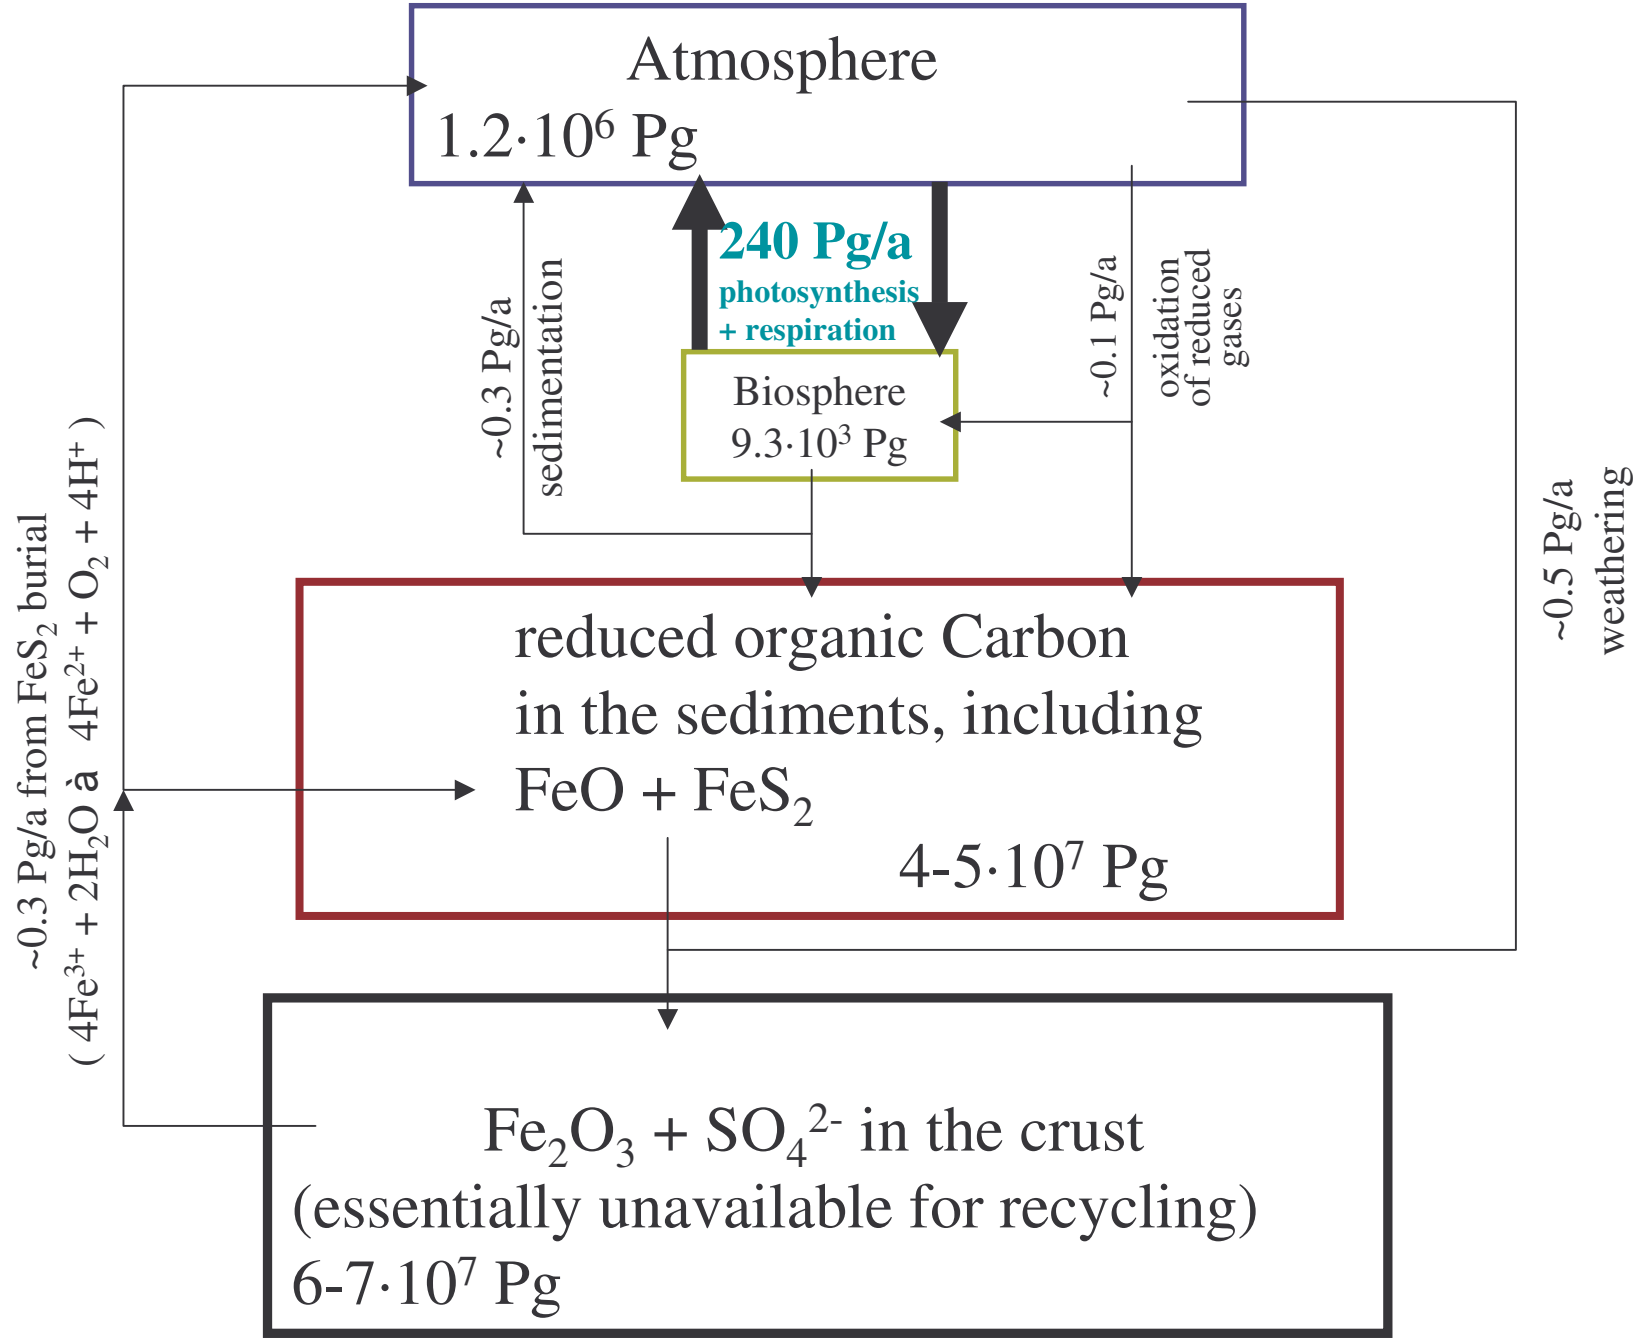 Atmosphere
1.2·10⁶ Pg
240 Pg/a
photosynthesis
+ respiration
~0.3 Pg/a
sedimentation
~0.1 Pg/a
oxidation
of reduced
gases
Biosphere
9.3·10³ Pg
~0.3 Pg/a from FeS₂ burial
( 4Fe³⁺ + 2H₂O à 4Fe²⁺ + O₂ + 4H⁺ )
~0.5 Pg/a
weathering
reduced organic Carbon
in the sediments, including
FeO + FeS₂
4-5·10⁷ Pg
Fe₂O₃ + SO₄²⁻ in the crust
(essentially unavailable for recycling)
6-7·10⁷ Pg